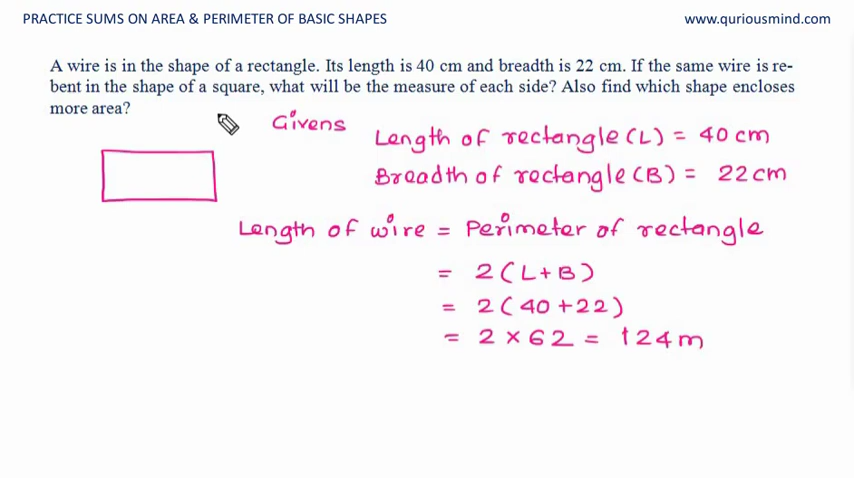 PRACTICE SUMS ON AREA & PERIMETER OF BASIC SHAPES
www.quriousmind.com
A wire is in the shape of a rectangle. Its length is 40 cm and breadth is 22 cm. If the same wire is re-
bent in the shape of a square, what will be the measure of each side? Also find which shape encloses
more area?
Givens
Length of rectangle (L) = 40 cm
Breadth of rectangle (B) = 22 cm
Length of wire = Perimeter of rectangle
= 2 ( L + B )
= 2 ( 40 + 22 )
= 2 × 62 = 124 m